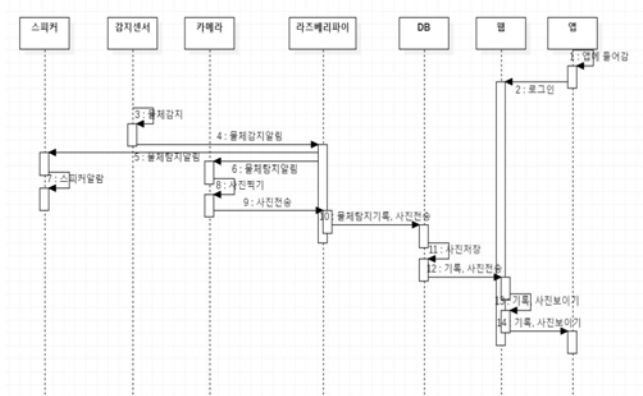 스피커
감지센서
카메라
라즈베리파이
DB
웹
앱
1 : 앱에 들어감
2 : 로그인
3 : 물체감지
4 : 물체감지알림
5 : 물체탐지알림
6 : 물체탐지알림
7 : 스피커알람
8 : 사진찍기
9 : 사진전송
10 : 물체탐지기록, 사진전송
11 : 사진저장
12 : 기록, 사진전송
13 : 기록, 사진보이기
14 : 기록, 사진보이기